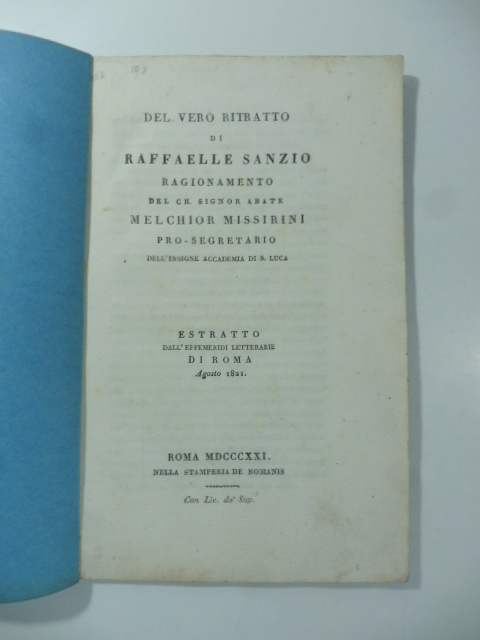 DEL VERO RITRATTO
DI
RAFFAELLE SANZIO
RAGIONAMENTO
DEL CH. SIGNOR ABATE
MELCHIOR MISSIRINI
PRO-SEGRETARIO
DELL'INSIGNE ACCADEMIA DI S. LUCA
ESTRATTO
DALL'EFFEMERIDI LETTERARIE
DI ROMA
Agosto 1821.
ROMA MDCCCXXI.
NELLA STAMPERIA DE ROMANIS
Con Lic. de' Sup.